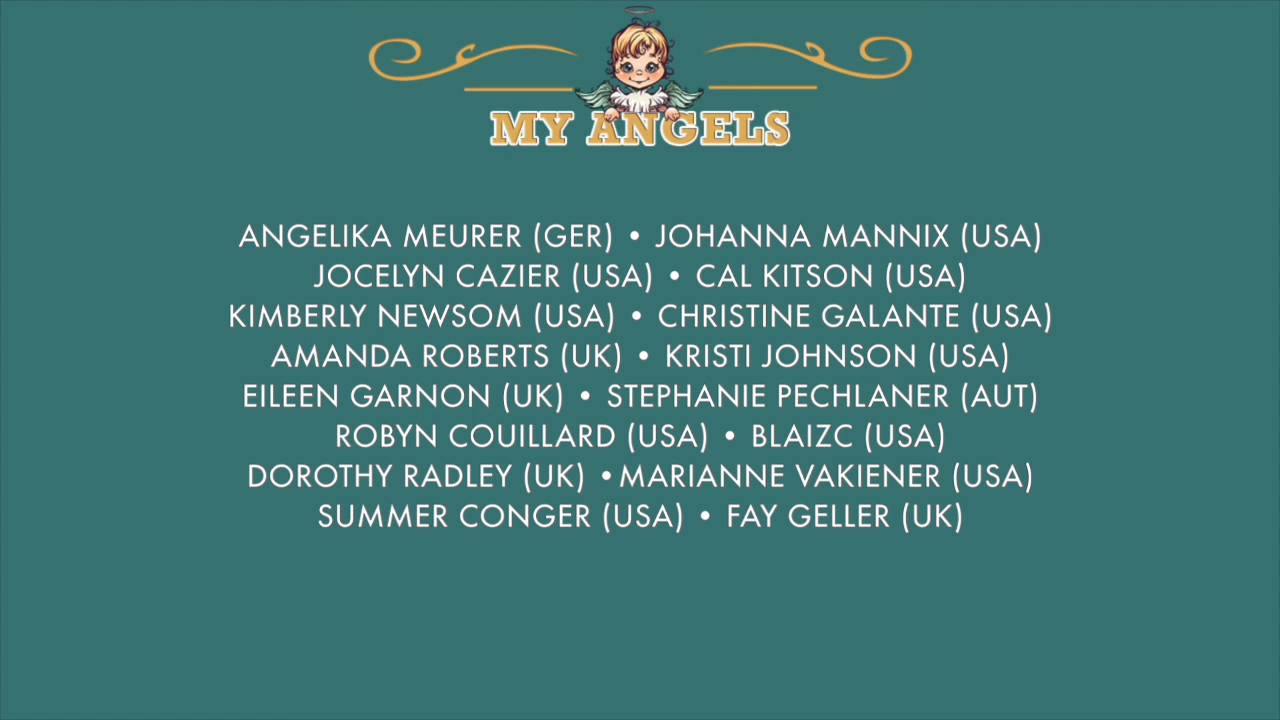 MY ANGELS
ANGELIKA MEURER (GER) • JOHANNA MANNIX (USA)
JOCELYN CAZIER (USA) • CAL KITSON (USA)
KIMBERLY NEWSOM (USA) • CHRISTINE GALANTE (USA)
AMANDA ROBERTS (UK) • KRISTI JOHNSON (USA)
EILEEN GARNON (UK) • STEPHANIE PECHLANER (AUT)
ROBYN COUILLARD (USA) • BLAIZC (USA)
DOROTHY RADLEY (UK) •MARIANNE VAKIENER (USA)
SUMMER CONGER (USA) • FAY GELLER (UK)